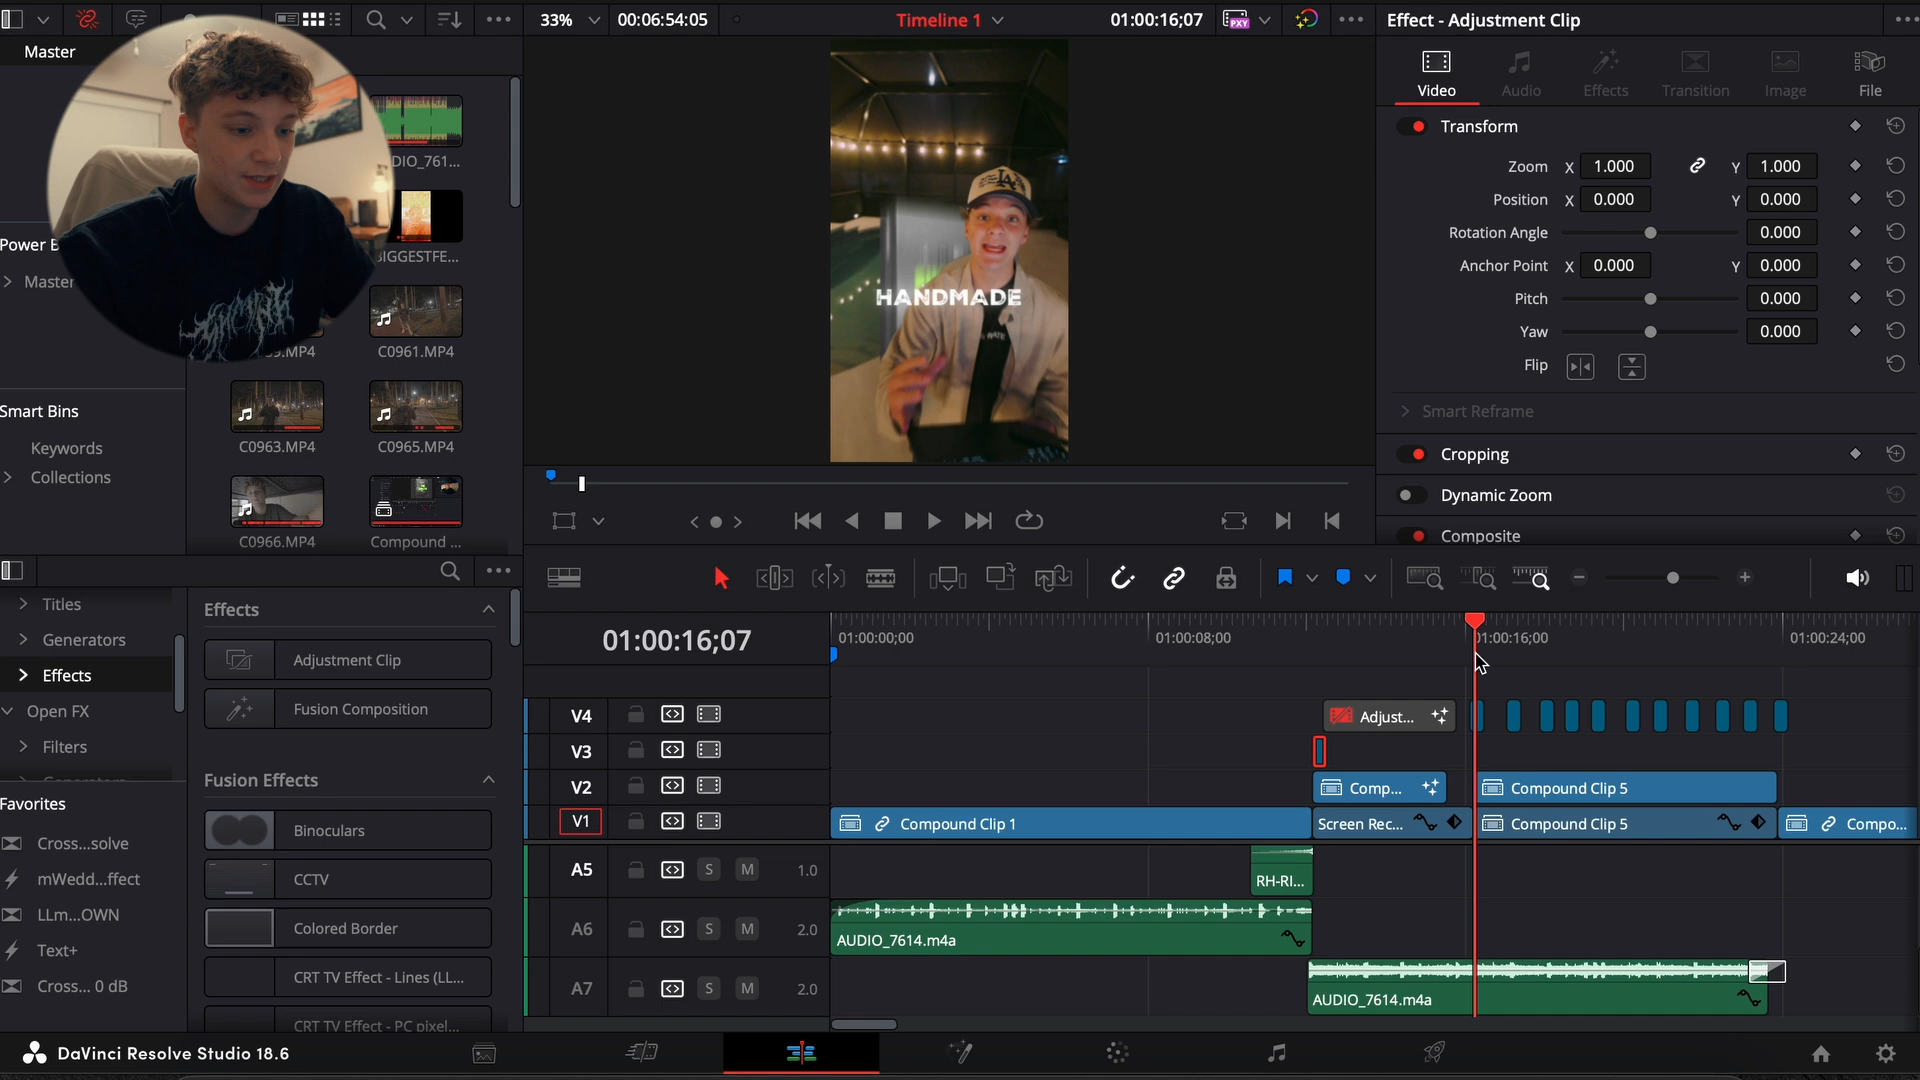 33%
00:06:54:05
Timeline 1
01:00:16;07
PXY
Effect - Adjustment Clip
Master
Video
Audio
Effects
Transition
Image
File
Transform
Zoom X 1.000 Y 1.000
Position X 0.000 Y 0.000
Rotation Angle 0.000
Anchor Point X 0.000 Y 0.000
Pitch 0.000
Yaw 0.000
Flip
Smart Reframe
Cropping
Dynamic Zoom
Composite
DIO_761...
IGGESTFE...
Power B
Master
C0961.MP4
.MP4
Smart Bins
Keywords
Collections
C0963.MP4
C0965.MP4
C0966.MP4
Compound ...
LA
HANDMADE
Titles
Generators
Effects
Open FX
Filters
Favorites
Cross...solve
mWedd...ffect
LLm...OWN
Text+
Cross... 0 dB
Effects
Adjustment Clip
Fusion Composition
Fusion Effects
Binoculars
CCTV
Colored Border
CRT TV Effect - Lines (LL...
CRT TV Effect - PC pixel...
01:00:16;07
01:00:00;00
01:00:08;00
01:00:16;00
01:00:24;00
V4
Adjust...
V3
V2
Comp...
Compound Clip 5
V1
Compound Clip 1
Screen Rec...
Compound Clip 5
Compo...
A5 S M 1.0
RH-RI...
A6 S M 2.0
AUDIO_7614.m4a
A7 S M 2.0
AUDIO_7614.m4a
DaVinci Resolve Studio 18.6